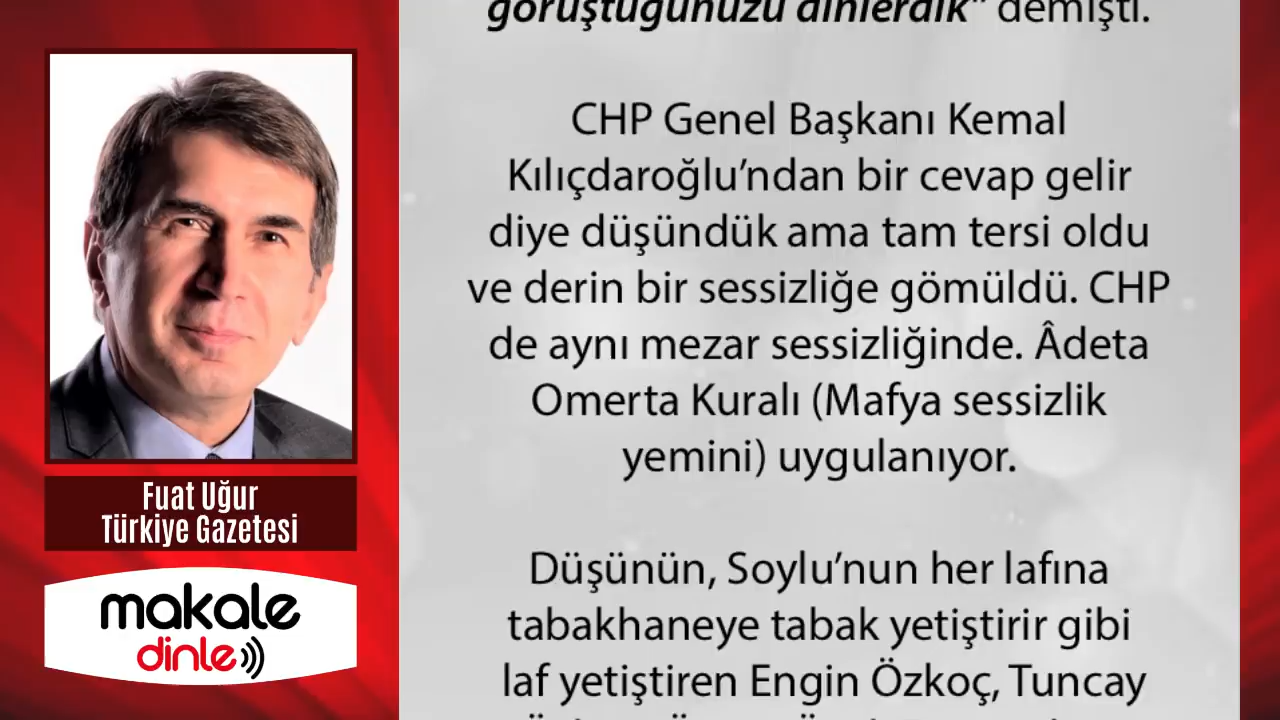 görüştüğünüzü dinlerdik" demişti.
CHP Genel Başkanı Kemal
Kılıçdaroğlu’ndan bir cevap gelir
diye düşündük ama tam tersi oldu
ve derin bir sessizliğe gömüldü. CHP
de aynı mezar sessizliğinde. Âdeta
Omerta Kuralı (Mafya sessizlik
yemini) uygulanıyor.
Düşünün, Soylu’nun her lafına
tabakhaneye tabak yetiştirir gibi
laf yetiştiren Engin Özkoç, Tuncay
Fuat Uğur
Türkiye Gazetesi
makale
dinle